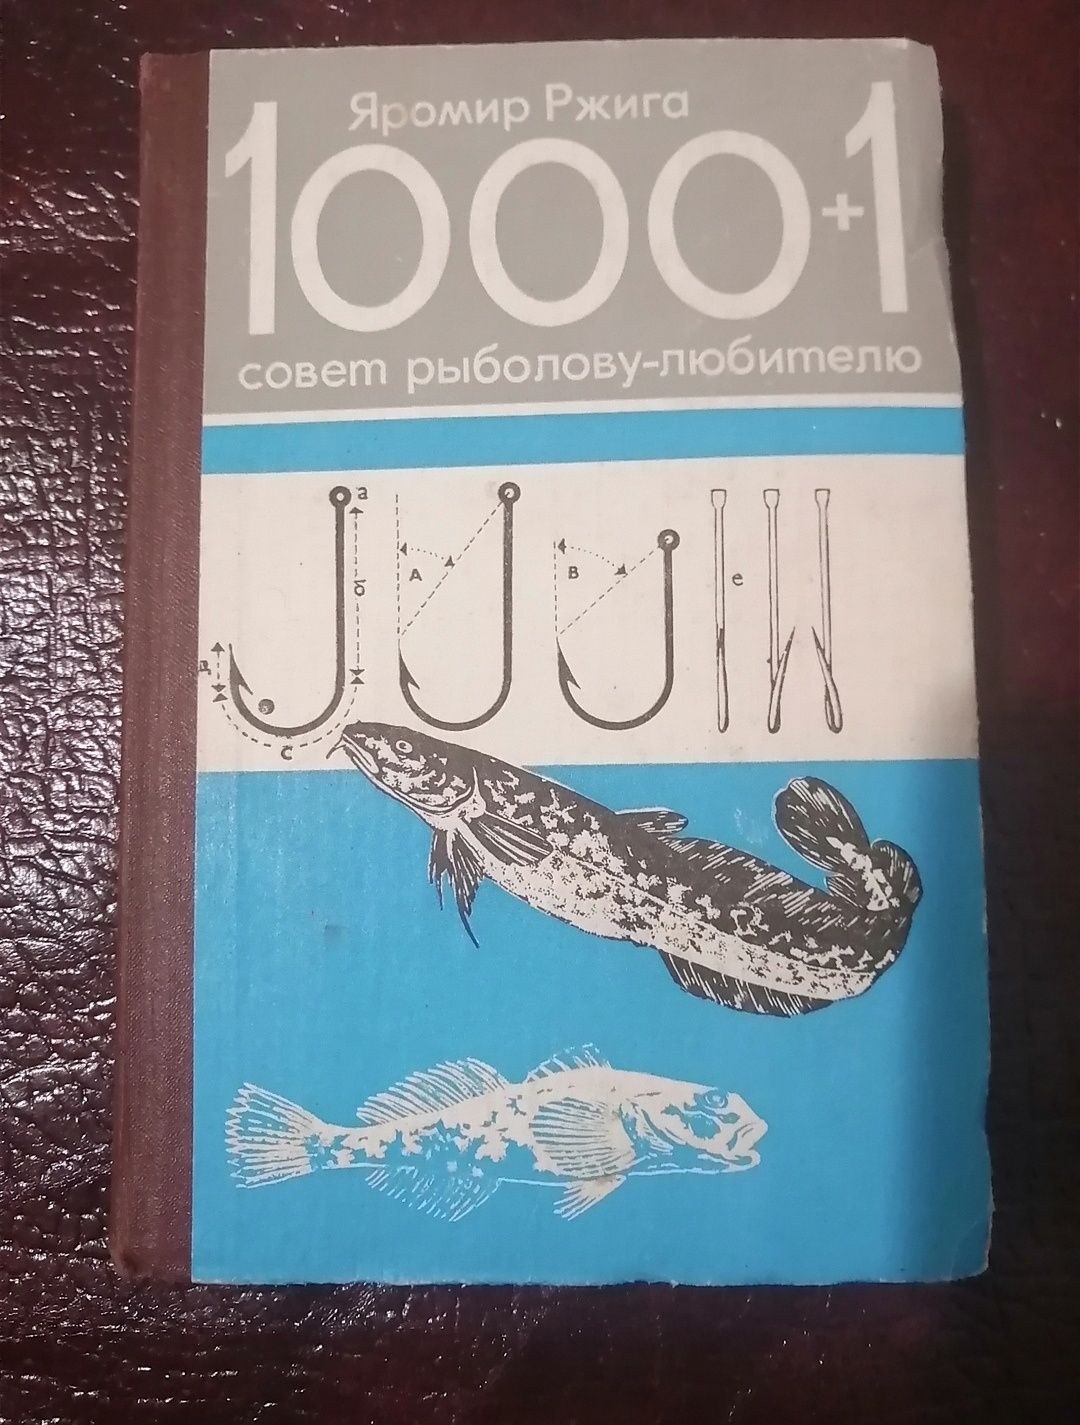 Яромир Ржига
1000+1
совет рыболову-любителю
а
б
д
с
А
В
е